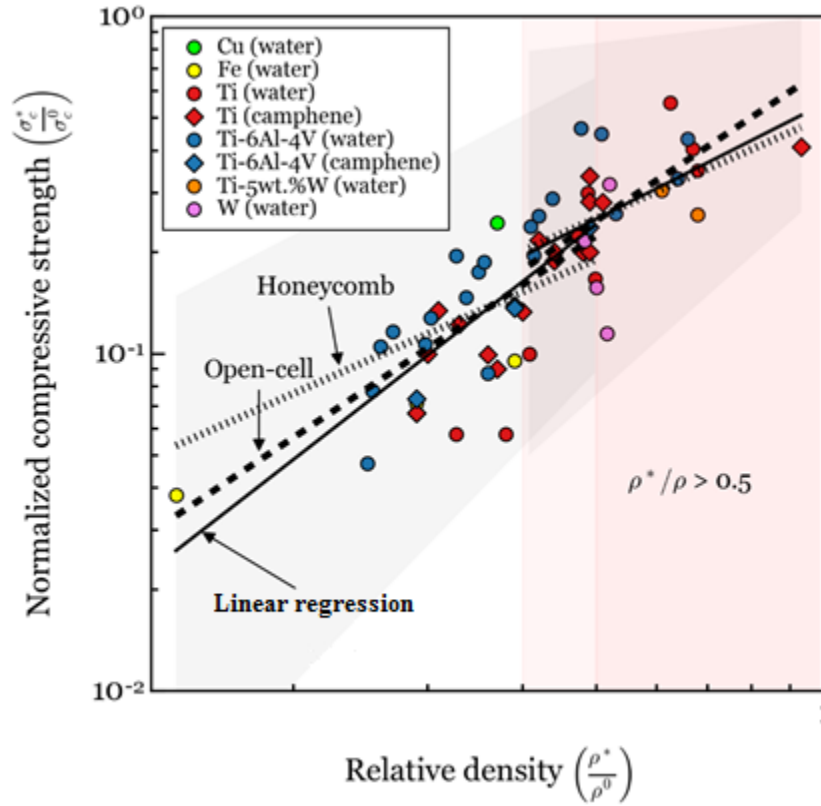 10⁰
Cu (water)
Fe (water)
Ti (water)
Ti (camphene)
Ti-6Al-4V (water)
Ti-6Al-4V (camphene)
Ti-5wt.%W (water)
W (water)
Normalized compressive strength (σ*c/σ⁰c)
Honeycomb
Open-cell
10⁻¹
ρ*/ρ > 0.5
Linear regression
10⁻²
Relative density (ρ*/ρ⁰)